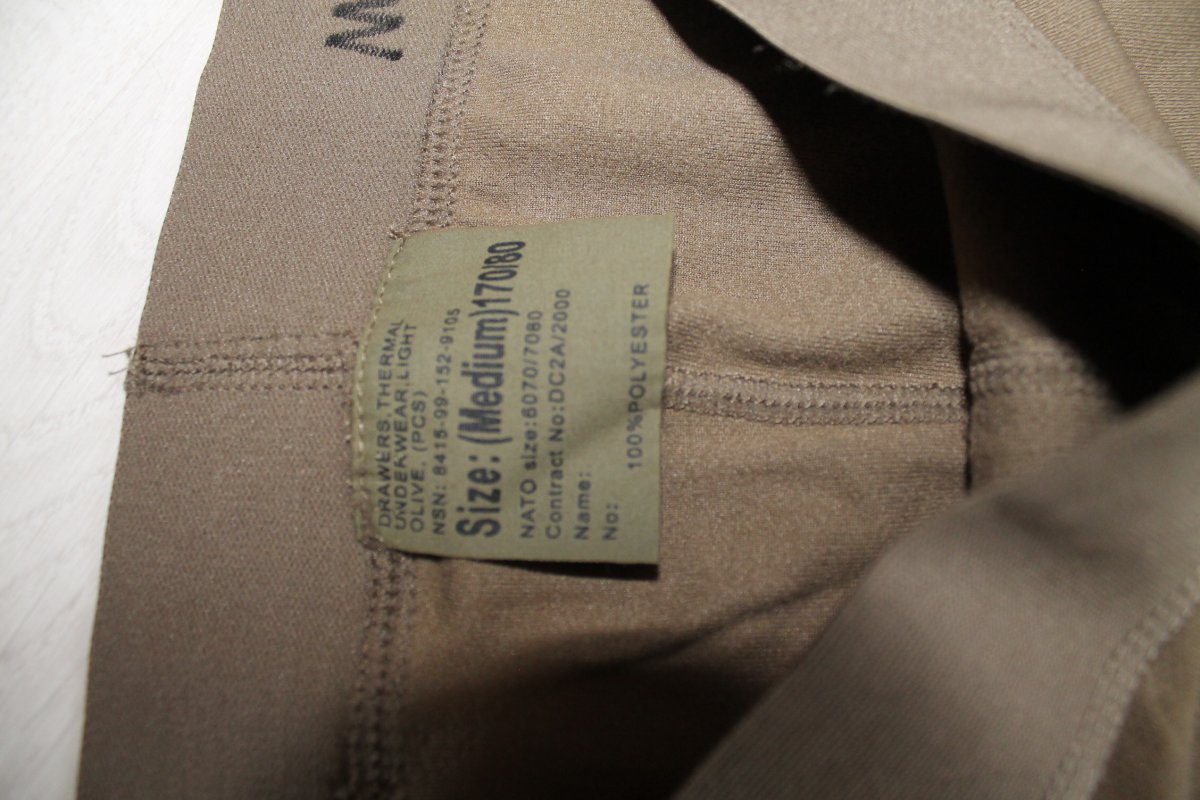 DRAWERS,THERMAL
UNDERWEAR,LIGHT
OLIVE, (PCS)
NSN: 8415-99-152-9105
Size: (Medium)170/80
NATO size:6070/7080
Contract No:DC2A/2000
Name:
No:
100%POLYESTER